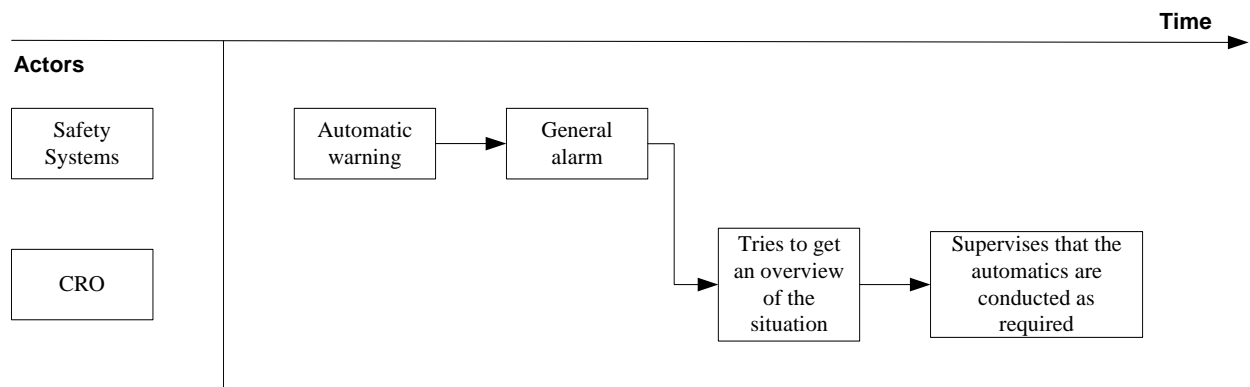 Time
Actors
Safety
Systems
Automatic
warning
General
alarm
CRO
Tries to get
an overview
of the
situation
Supervises that the
automatics are
conducted as
required